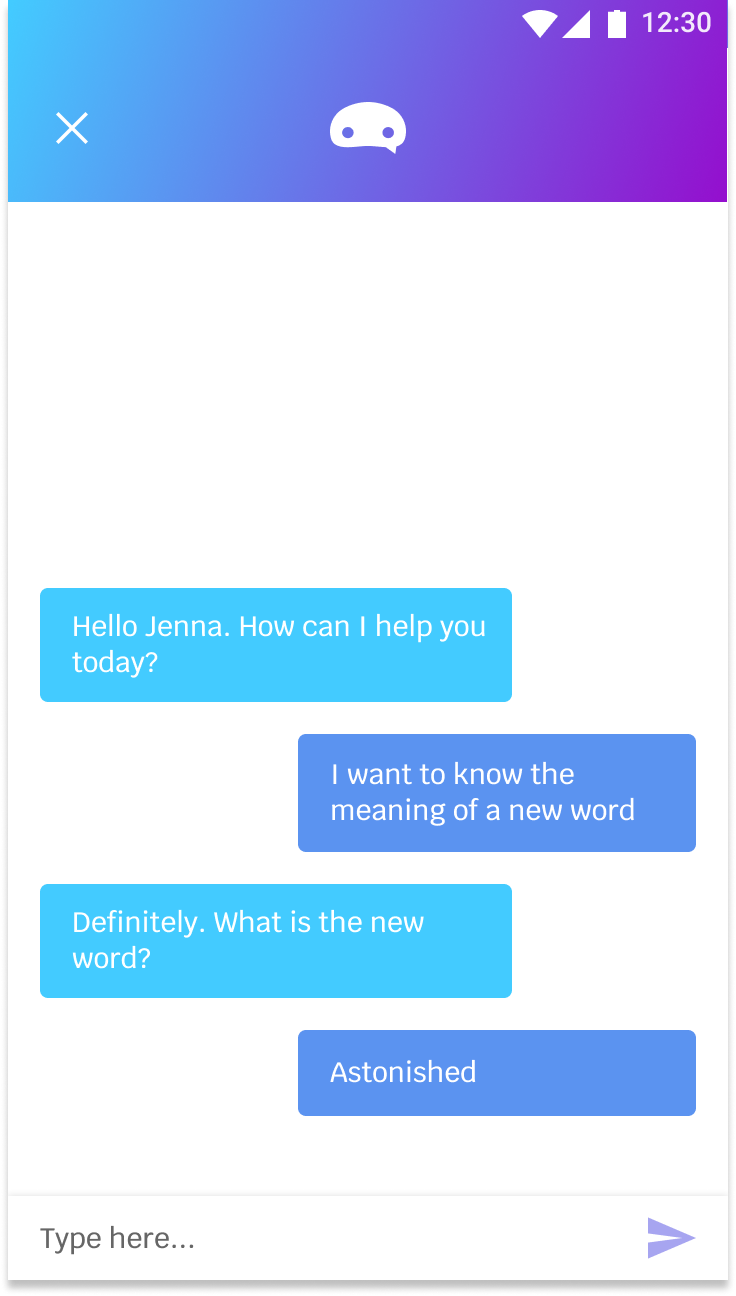 12:30
Hello Jenna. How can I help you
today?
I want to know the
meaning of a new word
Definitely. What is the new
word?
Astonished
Type here...